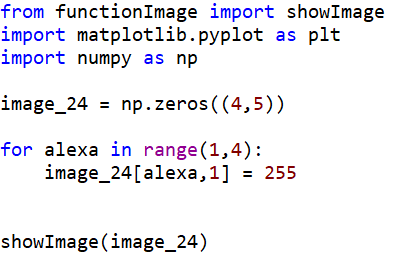 from functionImage import showImage
import matplotlib.pyplot as plt
import numpy as np
image_24 = np.zeros((4,5))
for alexa in range(1,4):
    image_24[alexa,1] = 255
showImage(image_24)